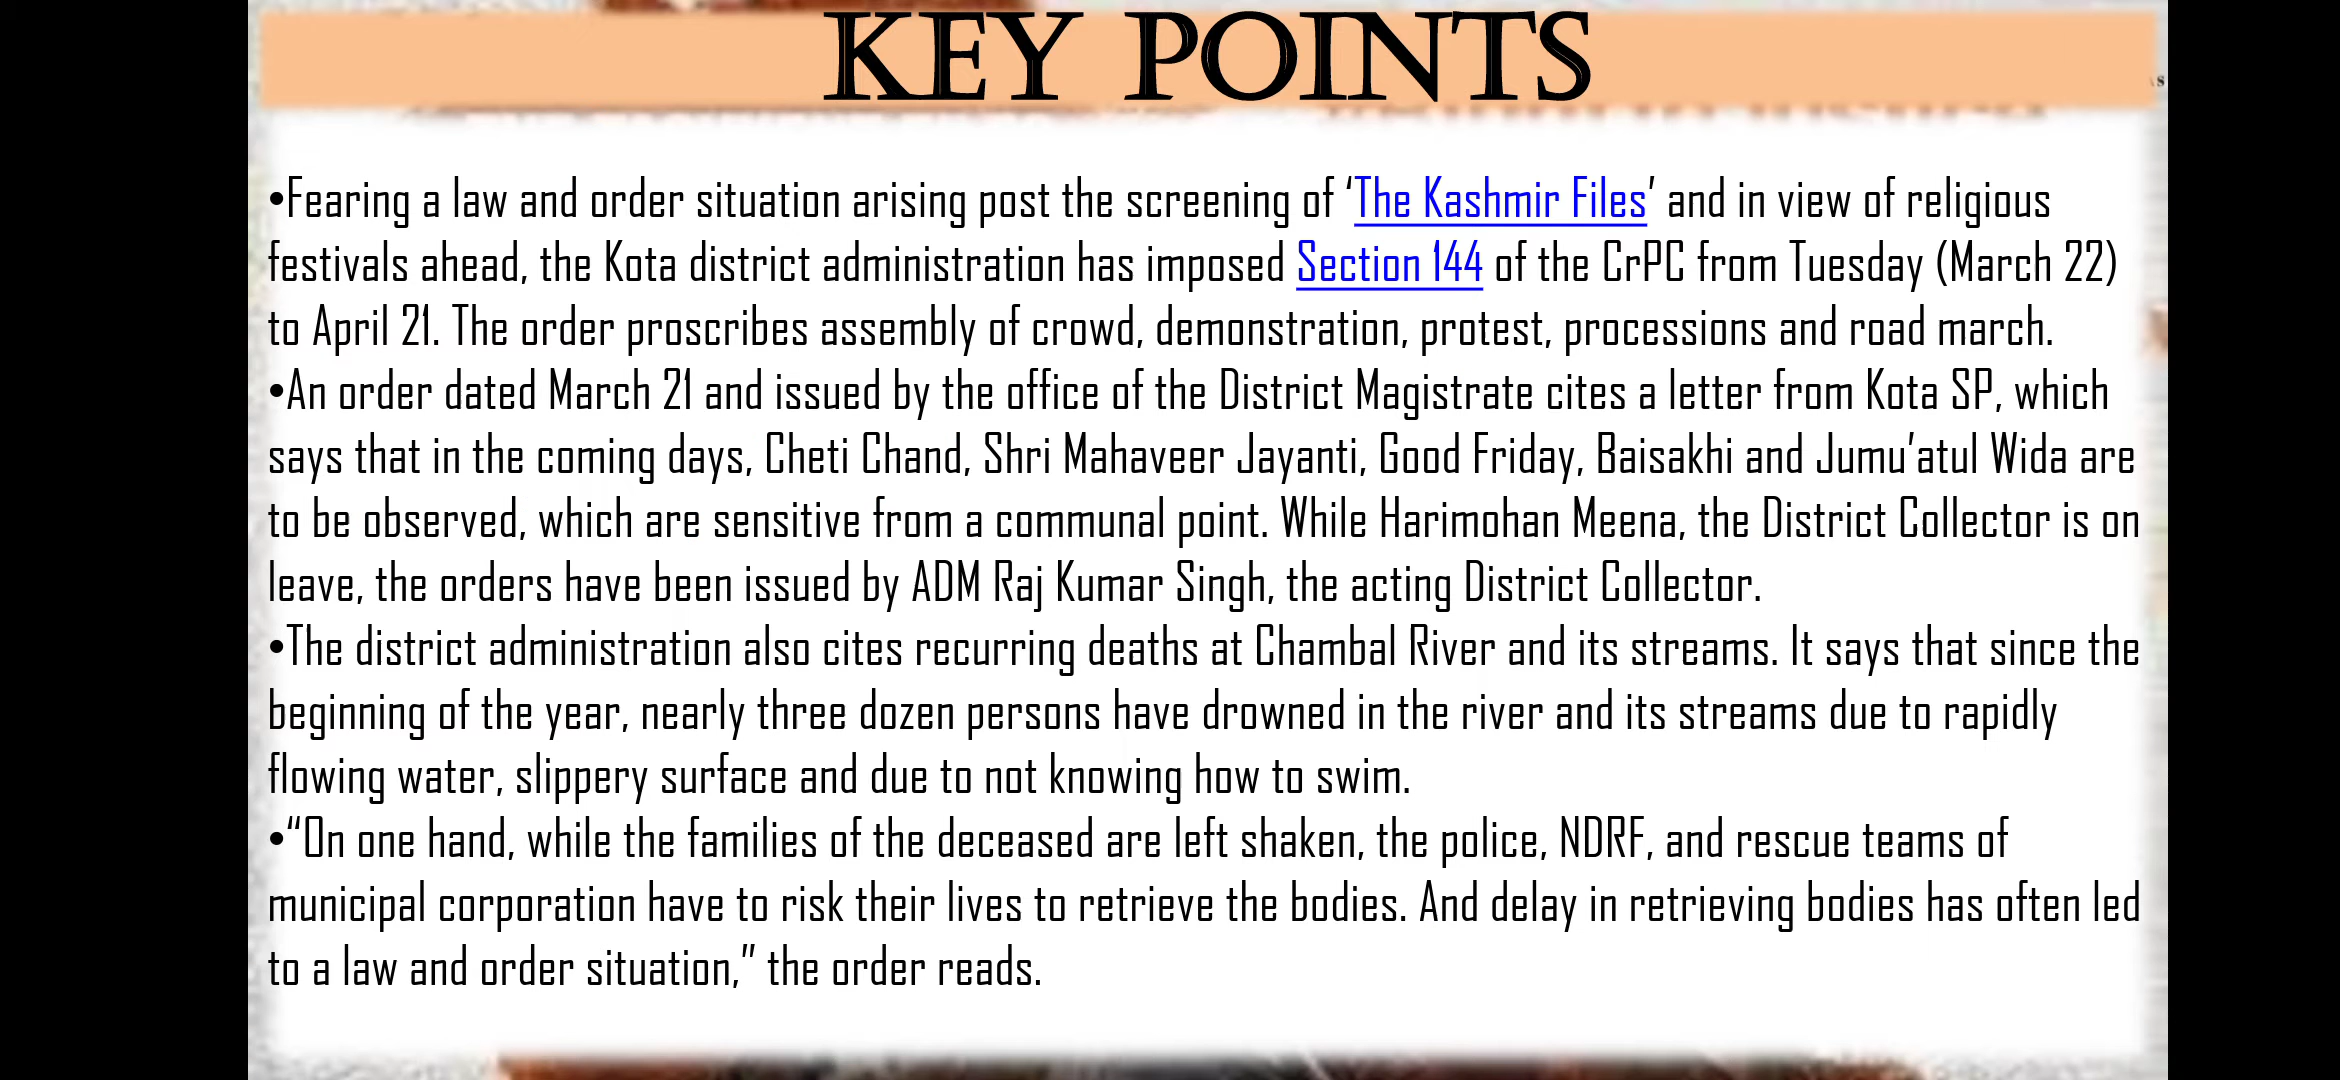 KEY POINTS
•Fearing a law and order situation arising post the screening of ‘The Kashmir Files’ and in view of religious
festivals ahead, the Kota district administration has imposed Section 144 of the CrPC from Tuesday (March 22)
to April 21. The order proscribes assembly of crowd, demonstration, protest, processions and road march.
•An order dated March 21 and issued by the office of the District Magistrate cites a letter from Kota SP, which
says that in the coming days, Cheti Chand, Shri Mahaveer Jayanti, Good Friday, Baisakhi and Jumu’atul Wida are
to be observed, which are sensitive from a communal point. While Harimohan Meena, the District Collector is on
leave, the orders have been issued by ADM Raj Kumar Singh, the acting District Collector.
•The district administration also cites recurring deaths at Chambal River and its streams. It says that since the
beginning of the year, nearly three dozen persons have drowned in the river and its streams due to rapidly
flowing water, slippery surface and due to not knowing how to swim.
•“On one hand, while the families of the deceased are left shaken, the police, NDRF, and rescue teams of
municipal corporation have to risk their lives to retrieve the bodies. And delay in retrieving bodies has often led
to a law and order situation,” the order reads.